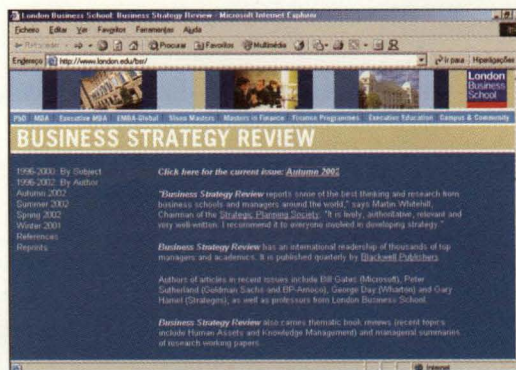 London Business School: Business Strategy Review - Microsoft Internet Explorer
Ficheiro Editar Ver Favoritos Ferramentas Ajuda
Retroceder Procurar Favoritos Multimédia
Endereço http://www.london.edu/bsr/ Ir para Hiperligações
London
Business
School
PhD MBA Executive MBA EMBA-Global Sloan Masters Masters in Finance Finance Programmes Executive Education Campus & Community
BUSINESS STRATEGY REVIEW
1996-2000: By Subject
1996-2002: By Author
Autumn 2002
Summer 2002
Spring 2002
Winter 2001
References
Reprints
Click here for the current issue: Autumn 2002
"Business Strategy Review reports some of the best thinking and research from
business schools and managers around the world," says Martin Whitehill,
Chairman of the Strategic Planning Society. "It is lively, authoritative, relevant and
very well-written. I recommend it to everyone involved in developing strategy."
Business Strategy Review has an international readership of thousands of top
managers and academics. It is published quarterly by Blackwell Publishers.
Authors of articles in recent issues include Bill Gates (Microsoft), Peter
Sutherland (Goldman Sachs and BP-Amoco), George Day (Wharton) and Gary
Hamel (Strategos), as well as professors from London Business School.
Business Strategy Review also carries thematic book reviews (recent topics
include Human Assets and Knowledge Management) and managerial summaries
of research working papers.
Internet